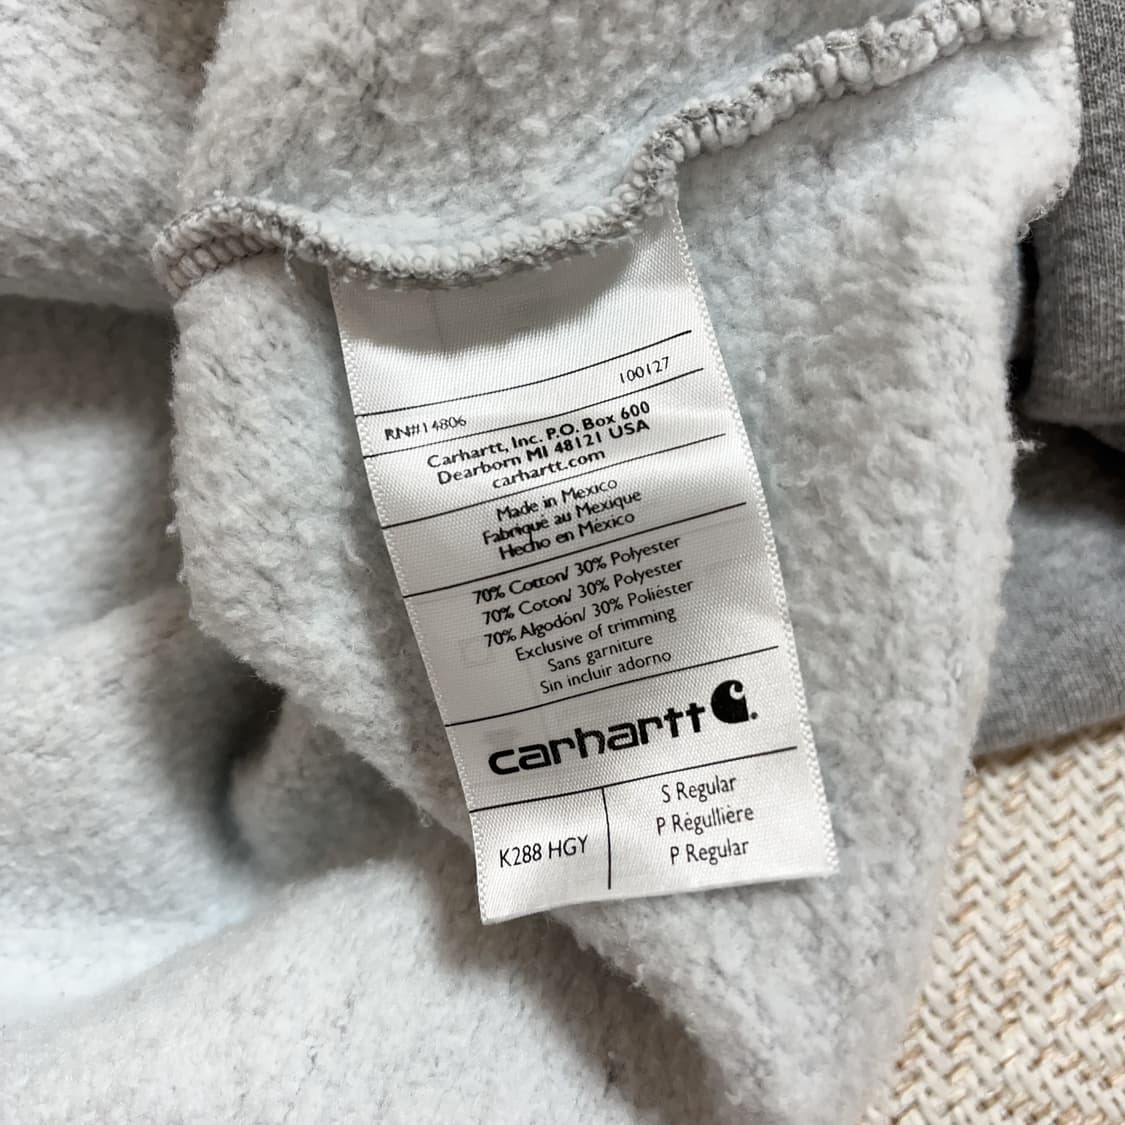 100127
RN#14806
Carhartt, Inc. P.O. Box 600
Dearborn MI 48121 USA
carhartt.com
Made in Mexico
Fabriqué au Mexique
Hecho en México
70% Cotton/ 30% Polyester
70% Coton/ 30% Polyester
70% Algodón/ 30% Poliéster
Exclusive of trimming
Sans garniture
Sin incluir adorno
carhartt
K288 HGY
S Regular
P Régullière
P Regular